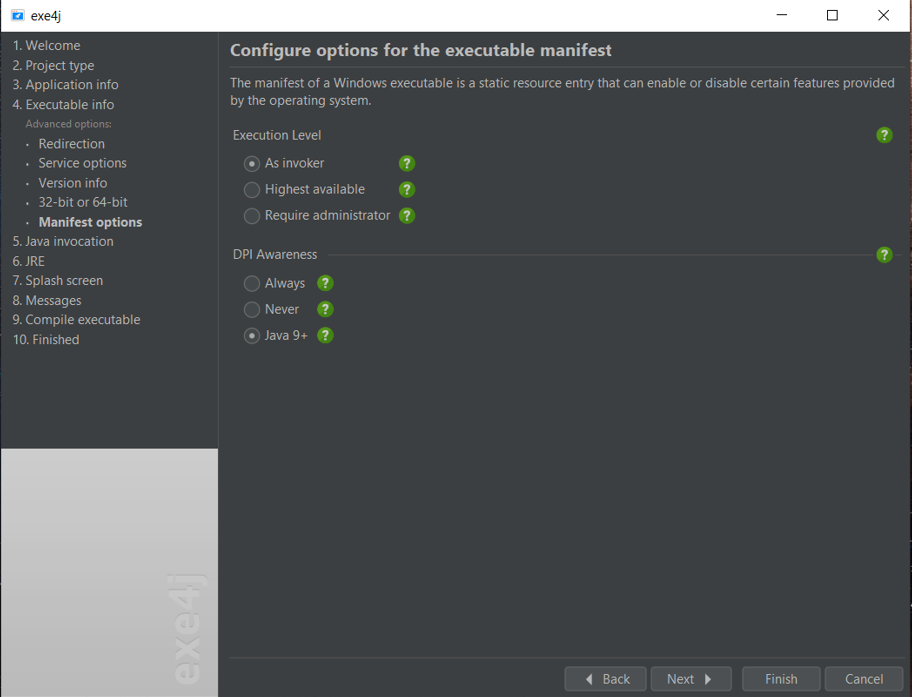 exe4j
1. Welcome
2. Project type
3. Application info
4. Executable info
Advanced options:
· Redirection
· Service options
· Version info
· 32-bit or 64-bit
· Manifest options
5. Java invocation
6. JRE
7. Splash screen
8. Messages
9. Compile executable
10. Finished
exe4j
Configure options for the executable manifest
The manifest of a Windows executable is a static resource entry that can enable or disable certain features provided
by the operating system.
Execution Level
As invoker
Highest available
Require administrator
DPI Awareness
Always
Never
Java 9+
Back Next Finish Cancel